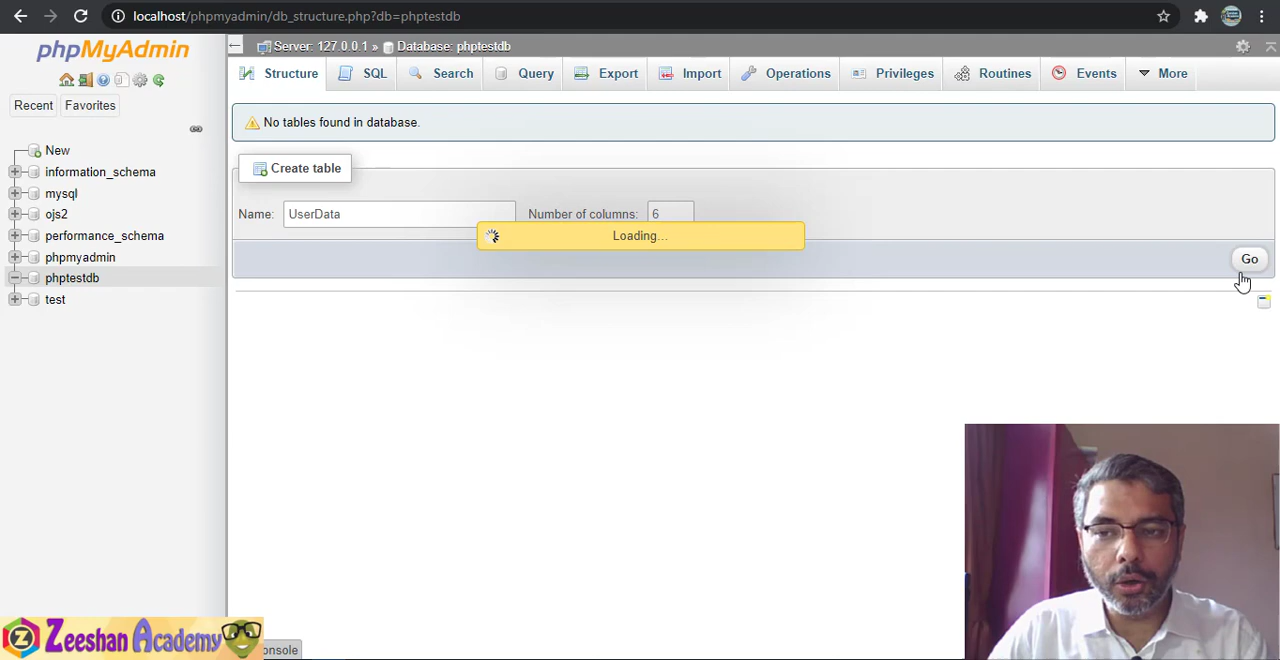 localhost/phpmyadmin/db_structure.php?db=phptestdb
phpMyAdmin
Server: 127.0.0.1 » Database: phptestdb
Structure SQL Search Query Export Import Operations Privileges Routines Events More
Recent Favorites
No tables found in database.
New
information_schema
mysql
ojs2
performance_schema
phpmyadmin
phptestdb
test
Create table
Name: UserData Number of columns: 6
Loading...
Go
Zeeshan Academy
onsole